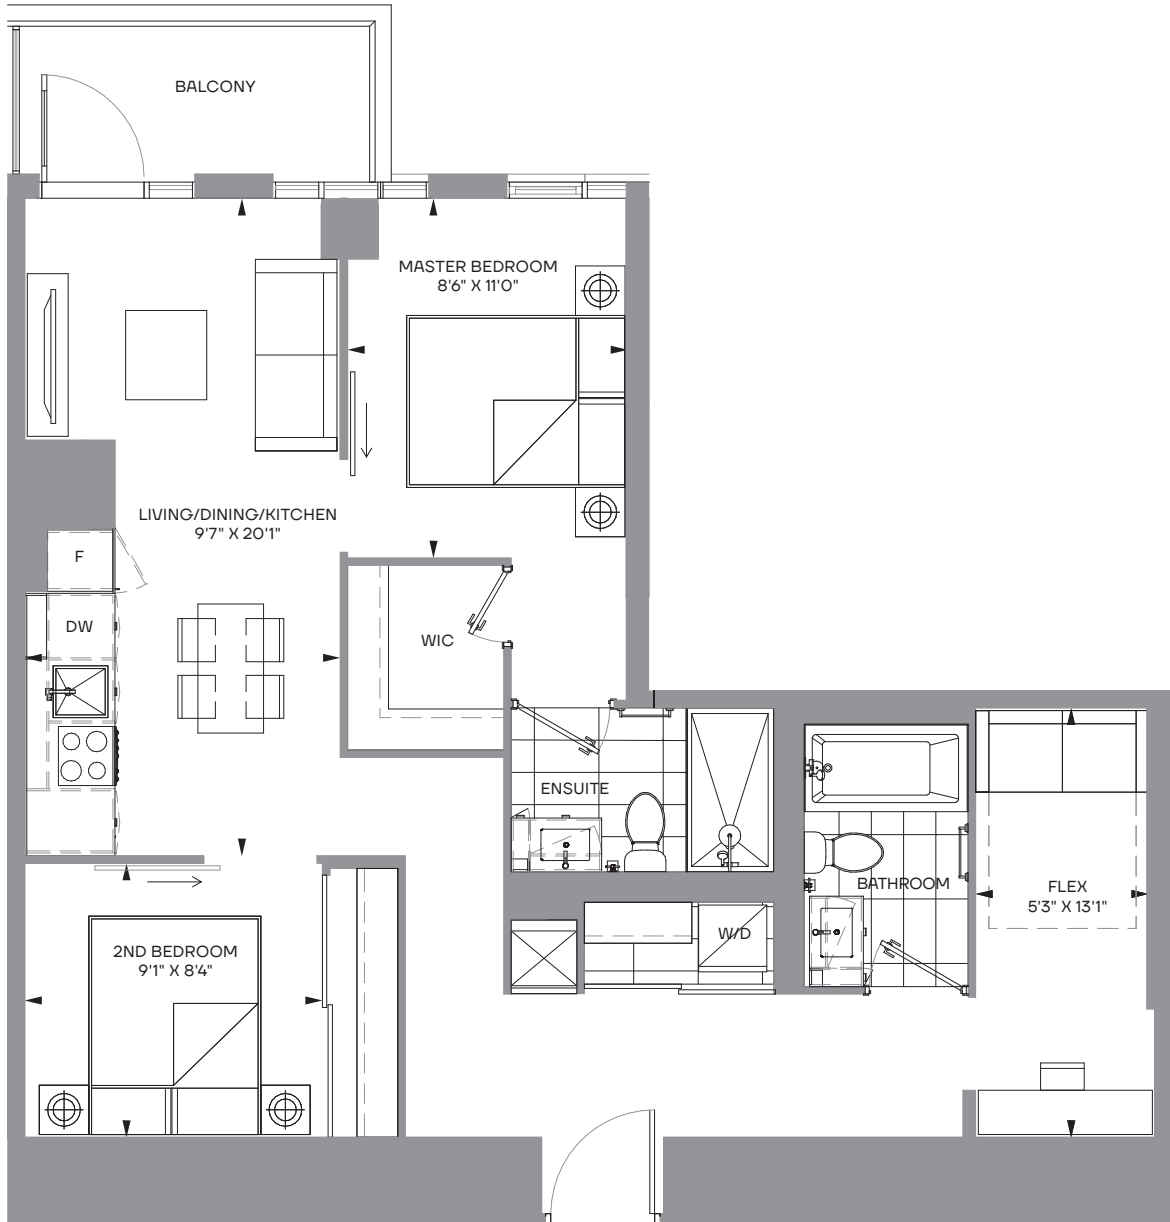 BALCONY
MASTER BEDROOM
8'6" X 11'0"
LIVING/DINING/KITCHEN
9'7" X 20'1"
F
DW
WIC
ENSUITE
BATHROOM
FLEX
5'3" X 13'1"
W/D
2ND BEDROOM
9'1" X 8'4"